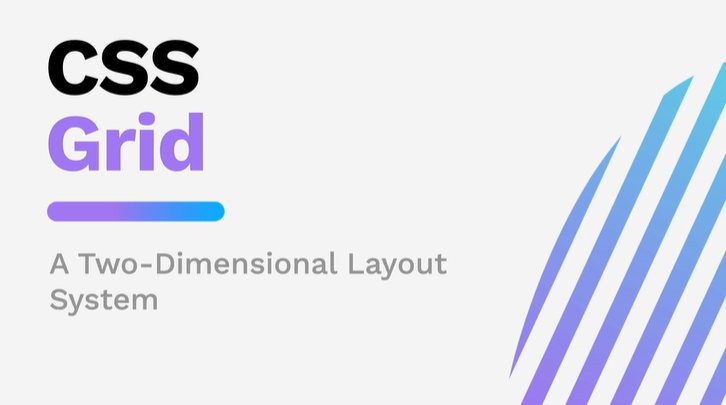 CSS
Grid
A Two-Dimensional Layout
System